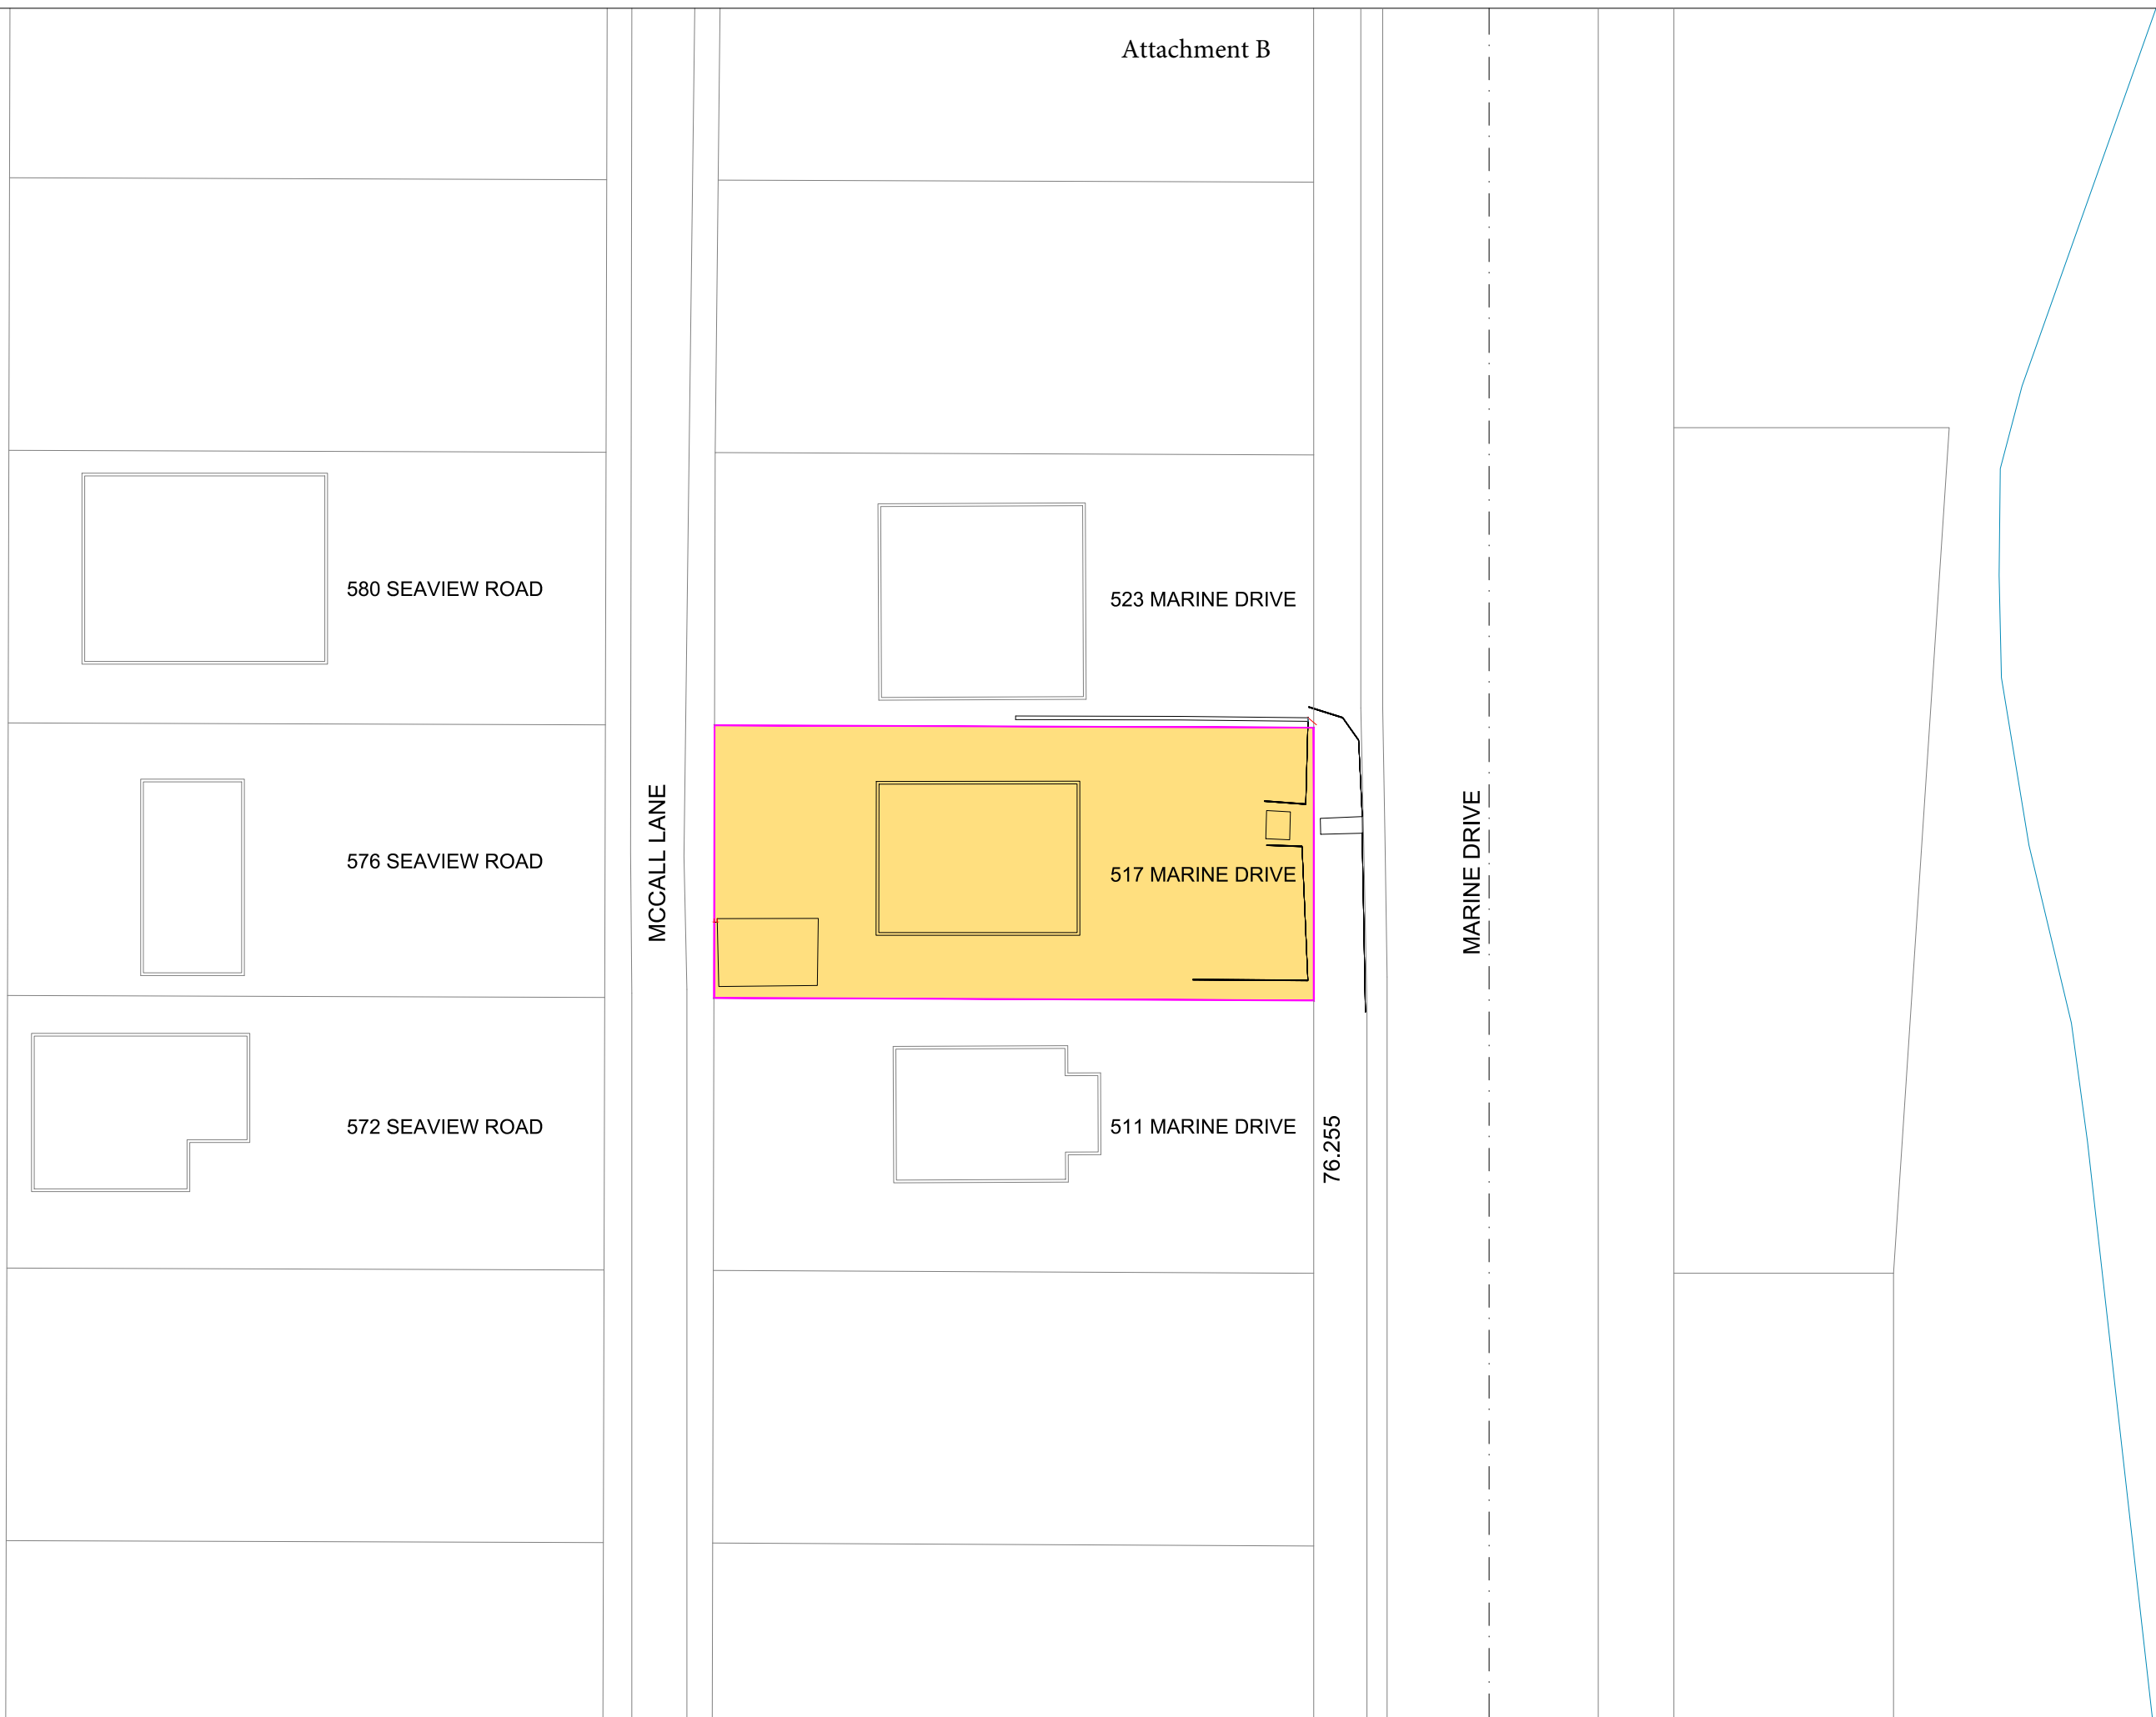 Attachment B
580 SEAVIEW ROAD
523 MARINE DRIVE
576 SEAVIEW ROAD
MCCALL LANE
517 MARINE DRIVE
MARINE DRIVE
572 SEAVIEW ROAD
511 MARINE DRIVE
76.255